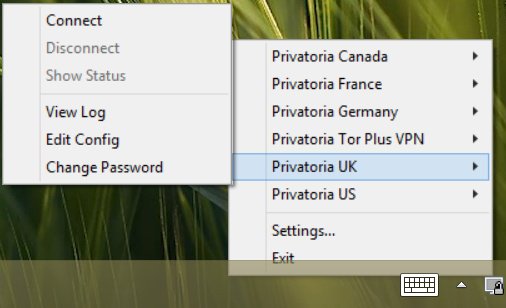 Connect
Disconnect
Show Status
View Log
Edit Config
Change Password
Privatoria Canada
Privatoria France
Privatoria Germany
Privatoria Tor Plus VPN
Privatoria UK
Privatoria US
Settings...
Exit